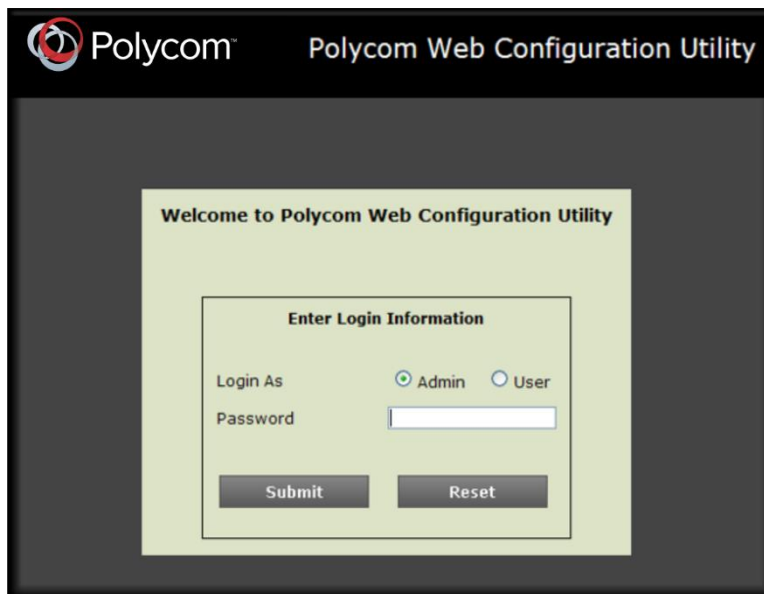 Polycom™ Polycom Web Configuration Utility
Welcome to Polycom Web Configuration Utility
Enter Login Information
Login As Admin User
Password
Submit Reset